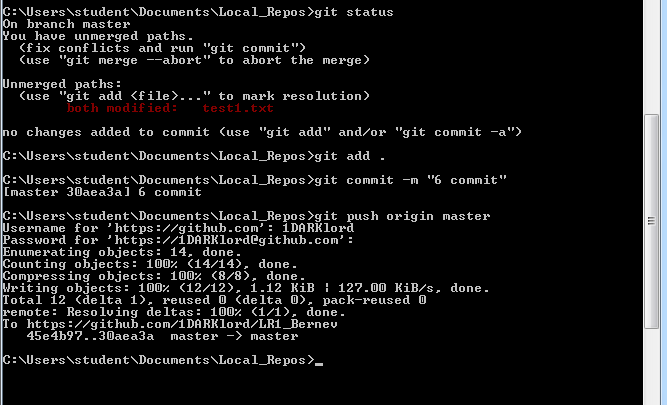 C:\Users\student\Documents\Local_Repos>git status
On branch master
You have unmerged paths.
  (fix conflicts and run "git commit")
  (use "git merge --abort" to abort the merge)
Unmerged paths:
  (use "git add <file>..." to mark resolution)
        both modified:   test1.txt
no changes added to commit (use "git add" and/or "git commit -a")
C:\Users\student\Documents\Local_Repos>git add .
C:\Users\student\Documents\Local_Repos>git commit -m "6 commit"
[master 30aea3a] 6 commit
C:\Users\student\Documents\Local_Repos>git push origin master
Username for 'https://github.com': 1DARKlord
Password for 'https://1DARKlord@github.com':
Enumerating objects: 14, done.
Counting objects: 100% (14/14), done.
Compressing objects: 100% (8/8), done.
Writing objects: 100% (12/12), 1.12 KiB ¦ 127.00 KiB/s, done.
Total 12 (delta 1), reused 0 (delta 0), pack-reused 0
remote: Resolving deltas: 100% (1/1), done.
To https://github.com/1DARKlord/LR1_Bernev
   45e4b97..30aea3a  master -> master
C:\Users\student\Documents\Local_Repos>_